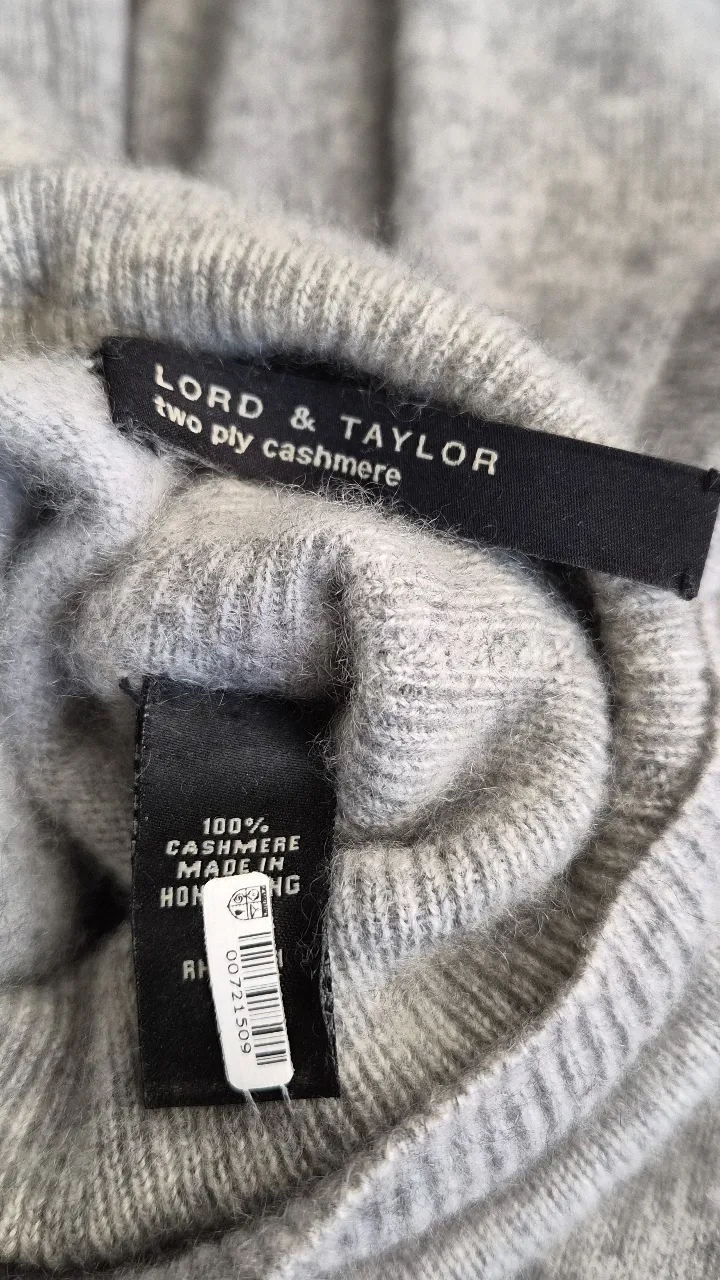 LORD & TAYLOR
two ply cashmere
100%
CASHMERE
MADE IN
00721509